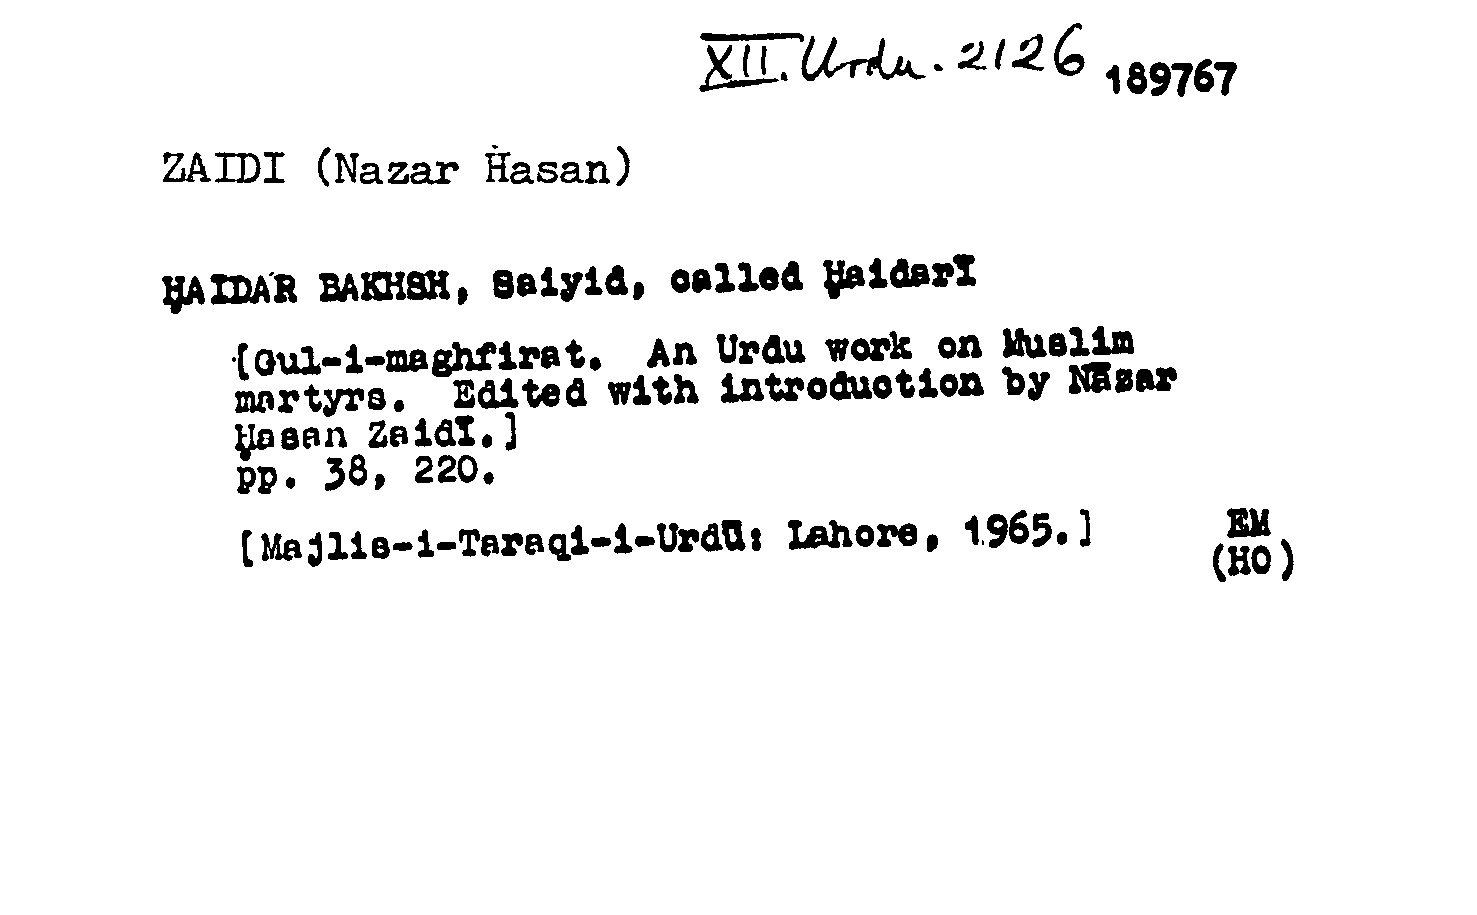 XII. Urdu. 2126 189767
ZAIDI (Nazar Ḣasan)
ḤAIDAR BAKHSH, Saiyid, called Ḥaidarī
[Gul-i-maghfirat. An Urdu work on Muslim
martyrs. Edited with introduction by Nāzar
Ḥasan Zaidī.]
pp. 38, 220.
[Majlis-i-Taraqi-i-Urdū: Lahore, 1965.] EM
(HO)